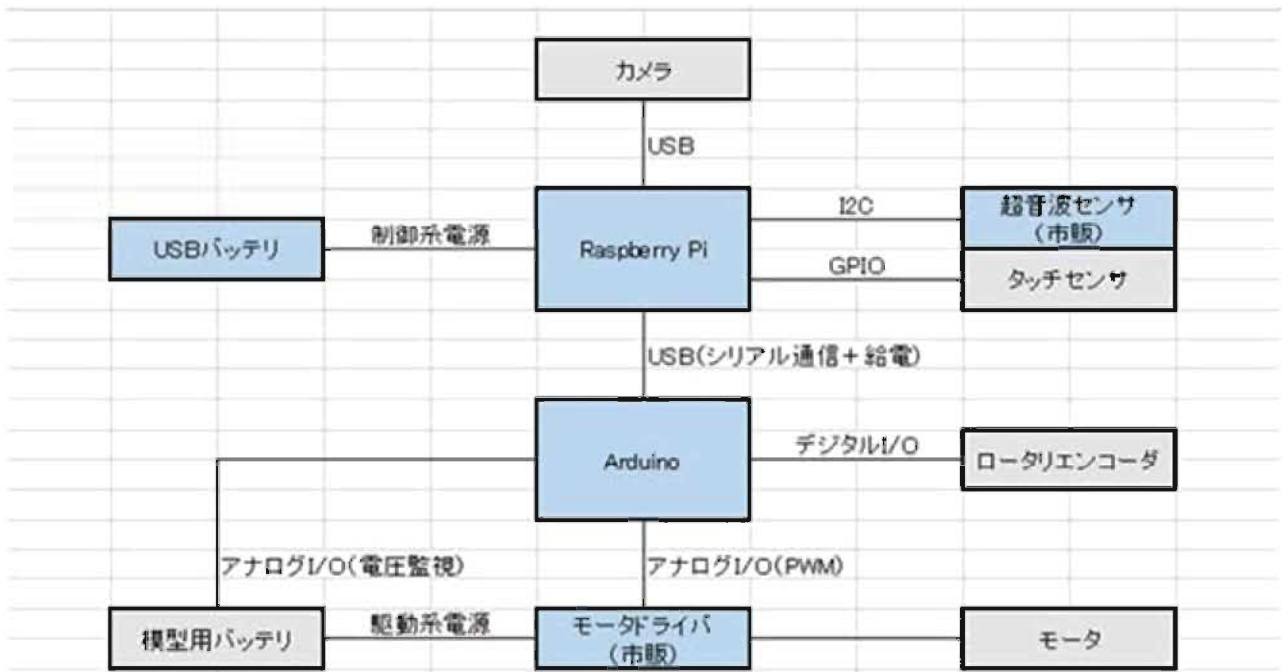 カメラ
USB
I2C
超音波センサ
(市販)
USBバッテリ
制御系電源
Raspberry Pi
GPIO
タッチセンサ
USB(シリアル通信+給電)
Arduino
デジタルI/O
ロータリエンコーダ
アナログI/O(電圧監視)
アナログI/O(PWM)
模型用バッテリ
駆動系電源
モータドライバ
(市販)
モータ